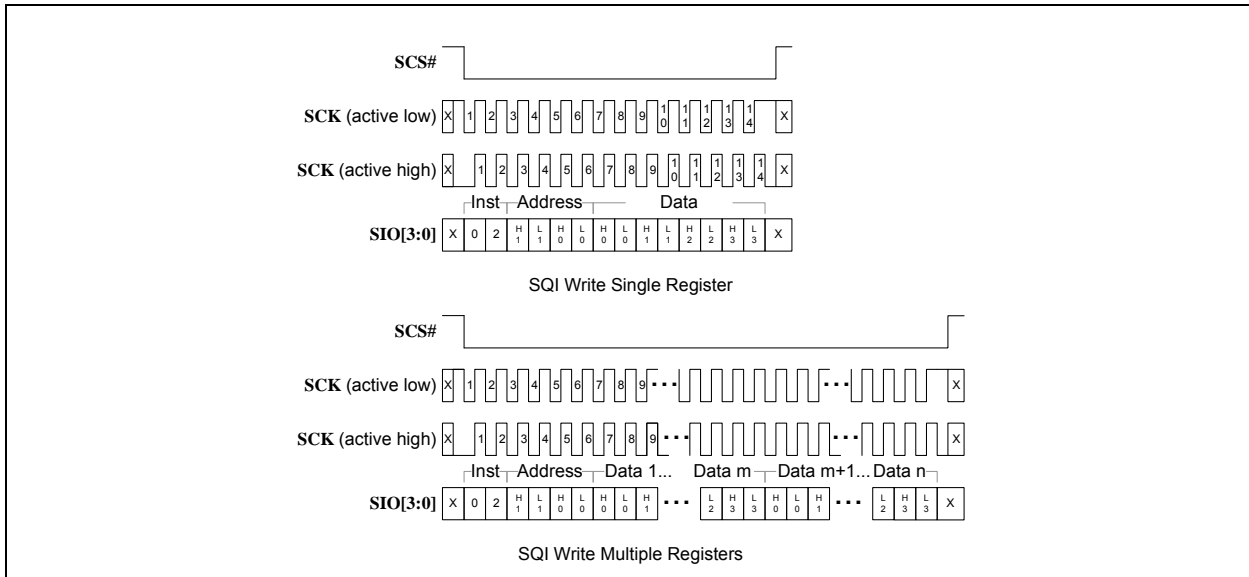 SCS#
SCK (active low) X 1 2 3 4 5 6 7 8 9 10 11 12 13 14 X
SCK (active high) X 1 2 3 4 5 6 7 8 9 10 11 12 13 14 X
Inst Address Data
SIO[3:0] X 0 2 H1 L1 H0 L0 H0 L0 H1 L1 H2 L2 H3 L3 X
SQI Write Single Register
SCS#
SCK (active low) X 1 2 3 4 5 6 7 8 9 ··· ··· X
SCK (active high) X 1 2 3 4 5 6 7 8 9 ··· ··· X
Inst Address Data 1... Data m Data m+1... Data n
SIO[3:0] X 0 2 H1 L1 H0 L0 H0 L0 H1 ··· L2 H3 L3 H0 L0 H1 ··· L2 H3 L3 X
SQI Write Multiple Registers